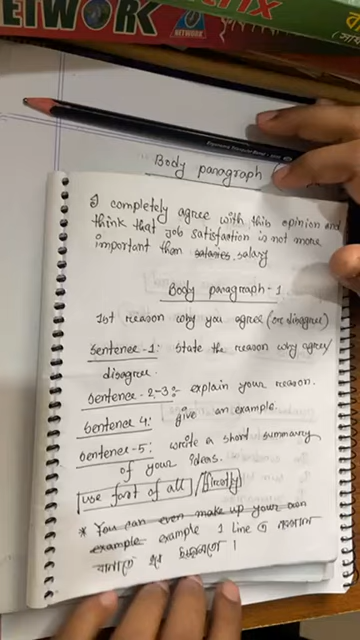 ETWORK
NETWORK
Body paragraph
I completely agree with this opinion and
think that job satisfaction is not more
important than salaries. salary
Body paragraph-1
1st reason why you agree (or disagree)
Sentence-1: State the reason why agree/
disagree.
Sentence-2-3:- explain your reason.
Sentence 4: give an example.
Sentence-5: write a short summary
of your ideas.
use first of all / Firstly
* You can even make up your own
example example 1 line এ
বানাতে হবে